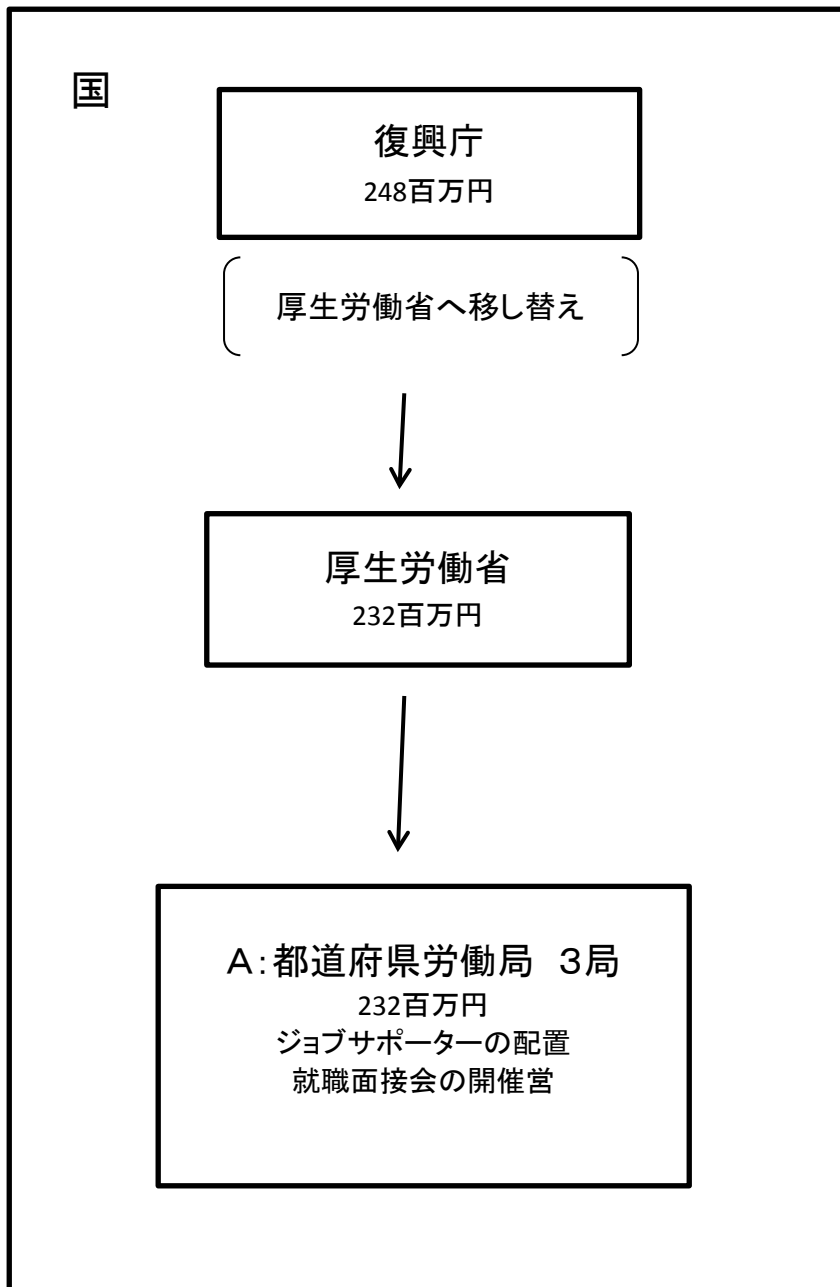 国
復興庁
248百万円
厚生労働省へ移し替え
厚生労働省
232百万円
A:都道府県労働局　3局
232百万円
ジョブサポーターの配置
就職面接会の開催営